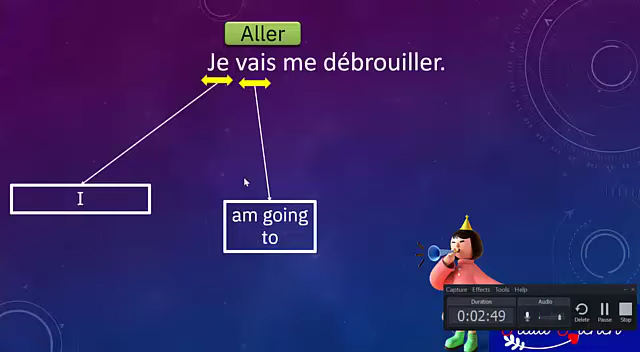 Aller
Je vais me débrouiller.
I
am going
to
Capture Effects Tools Help
Duration
Audio
0:02:49
Delete
Pause
Stop